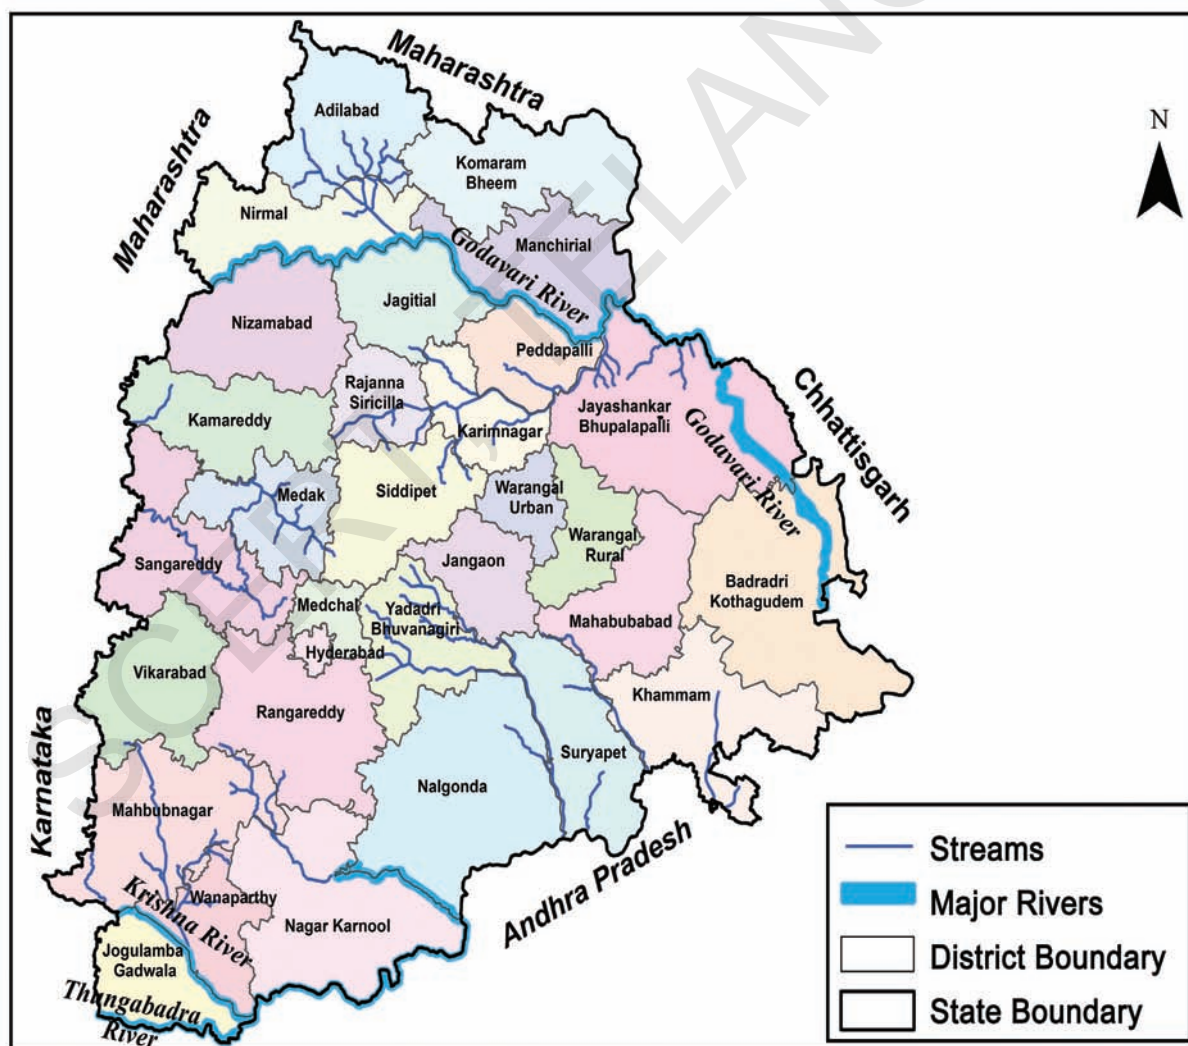 Maharashtra
Maharashtra
Adilabad
N
Komaram
Bheem
Nirmal
Manchirial
Godavari River
Jagitial
Nizamabad
Peddapalli
Rajanna
Siricilla
Kamareddy
Karimnagar
Jayashankar
Bhupalapalli
Chhattisgarh
Godavari River
Medak
Siddipet
Warangal
Urban
Warangal
Rural
Sangareddy
Jangaon
Badradri
Kothagudem
Medchal
Yadadri
Bhuvanagiri
Mahabubabad
Hyderabad
Vikarabad
Khammam
Rangareddy
Karnataka
Suryapet
Nalgonda
Mahbubnagar
Andhra Pradesh
Krishna River
Wanaparthy
Nagar Karnool
Jogulamba
Gadwala
Thungabadra
River
Streams
Major Rivers
District Boundary
State Boundary
SCERT, TELANG